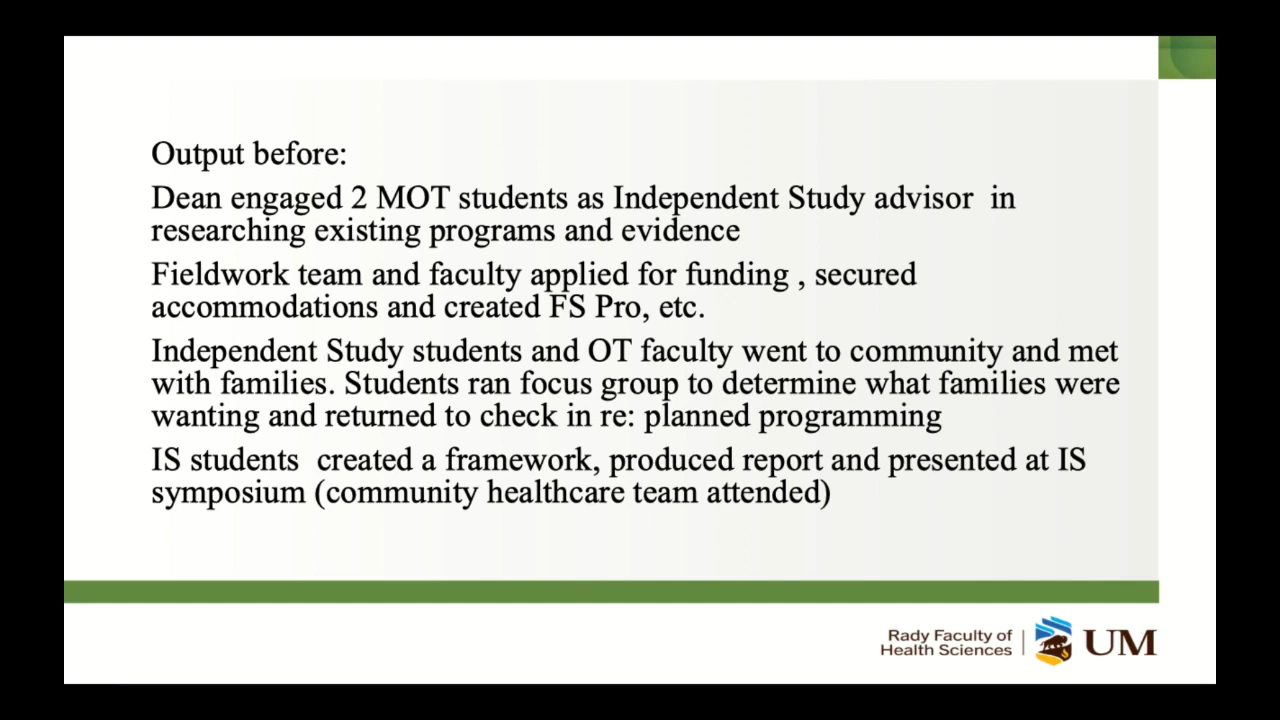 Output before:
Dean engaged 2 MOT students as Independent Study advisor  in
researching existing programs and evidence
Fieldwork team and faculty applied for funding , secured
accommodations and created FS Pro, etc.
Independent Study students and OT faculty went to community and met
with families. Students ran focus group to determine what families were
wanting and returned to check in re: planned programming
IS students  created a framework, produced report and presented at IS
symposium (community healthcare team attended)
Rady Faculty of
Health Sciences
UM